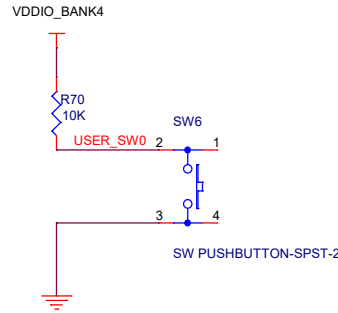 VDDIO_BANK4
R70
10K
SW6
USER_SW0
2
1
3
4
SW PUSHBUTTON-SPST-2